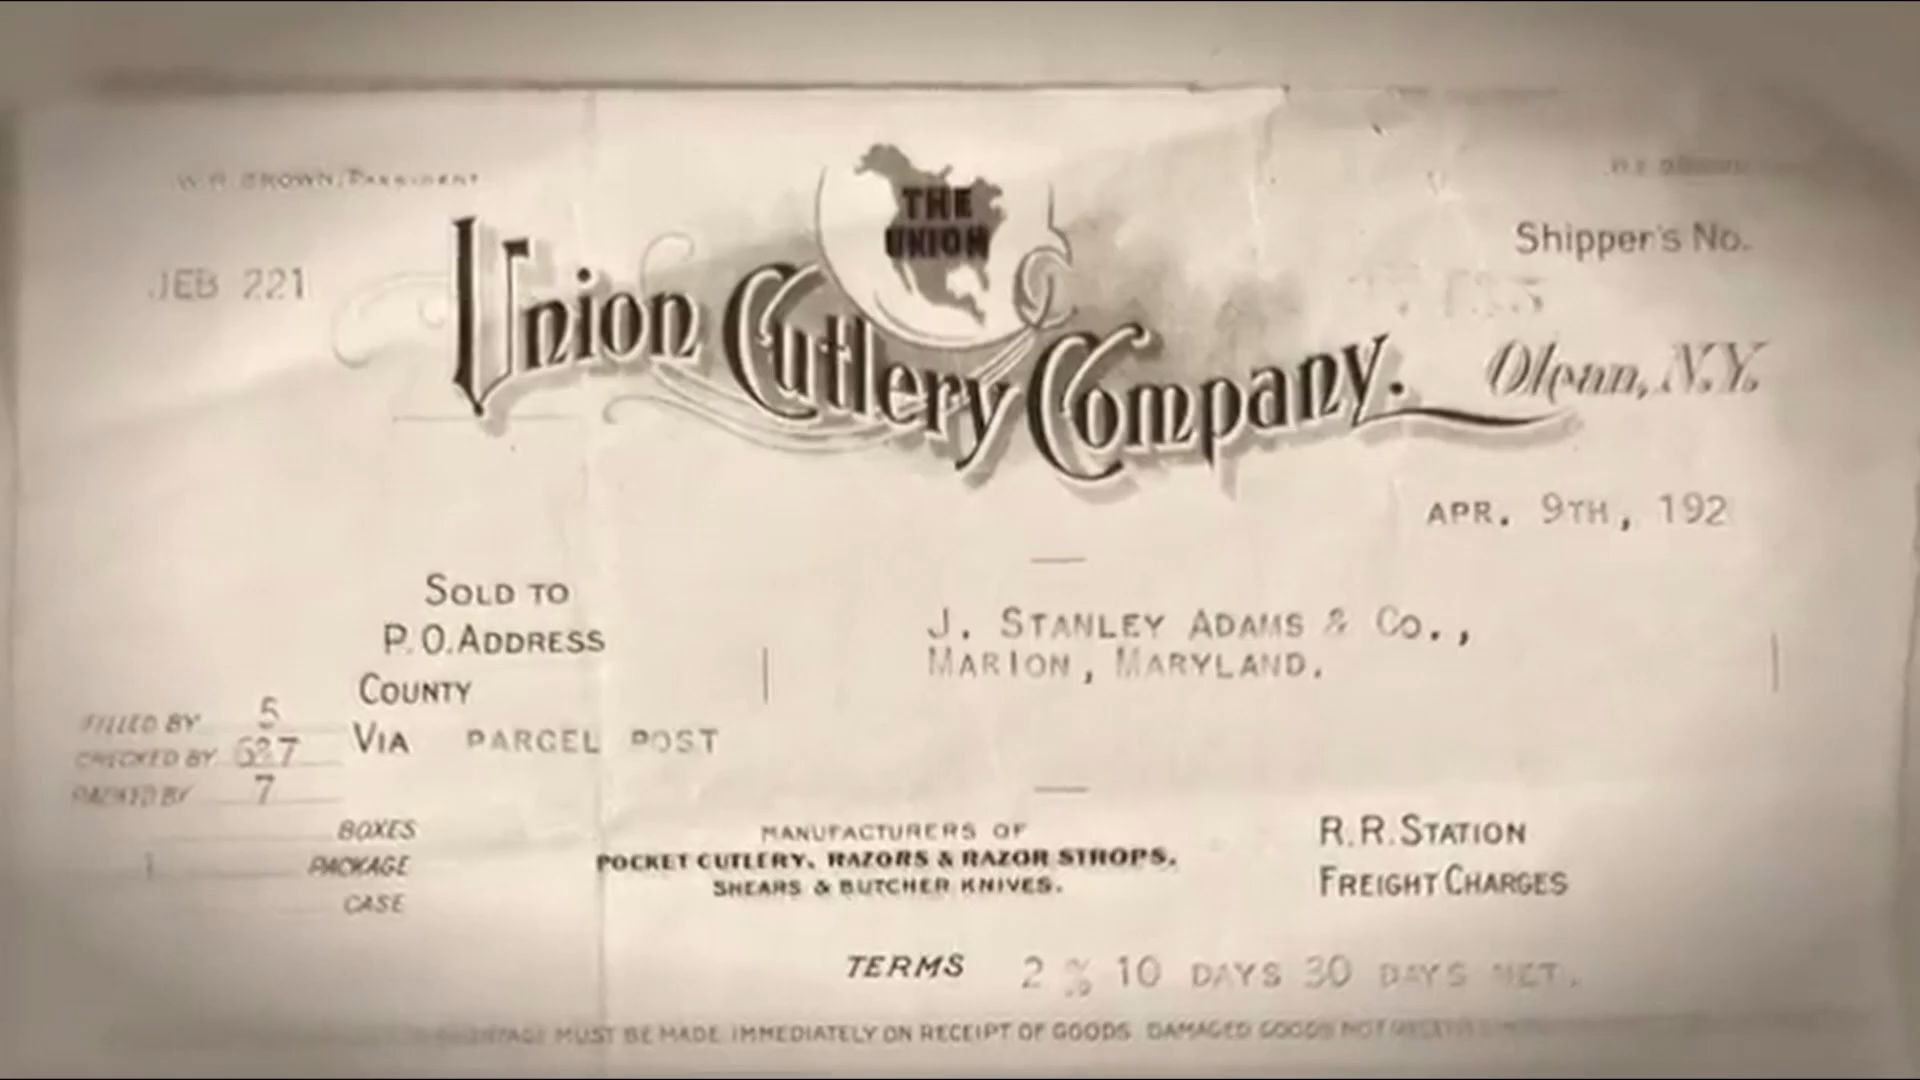 W.R. BROWN, PRESIDENT
Shipper's No.
JEB 221
THE
UNION
Union Cutlery Company. Olean, N.Y.
APR. 9TH, 192
SOLD TO
P.O. ADDRESS
COUNTY
J. STANLEY ADAMS & Co.,
MARION, MARYLAND.
VIA PARCEL POST
FILLED BY 5
CHECKED BY 627
PACKED BY 7
BOXES
1 PACKAGE
CASE
MANUFACTURERS OF
POCKET CUTLERY, RAZORS & RAZOR STROPS,
SHEARS & BUTCHER KNIVES.
R.R. STATION
FREIGHT CHARGES
TERMS 2 % 10 DAYS 30 DAYS NET.
MUST BE MADE IMMEDIATELY ON RECEIPT OF GOODS. DAMAGED GOODS NOT